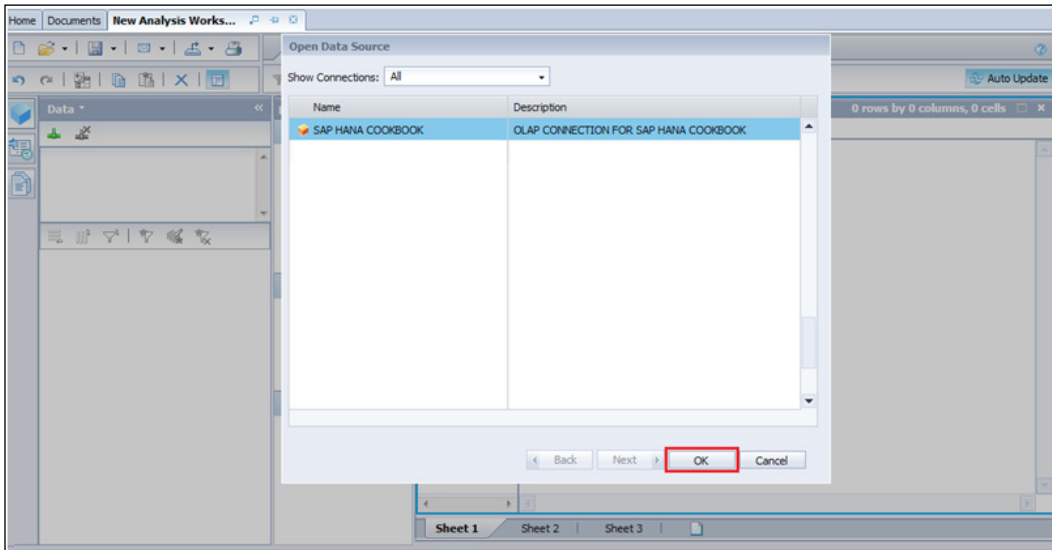 Home Documents New Analysis Works...
Open Data Source
Show Connections: All
Auto Update
Data
0 rows by 0 columns, 0 cells
Name Description
SAP HANA COOKBOOK OLAP CONNECTION FOR SAP HANA COOKBOOK
Back Next OK Cancel
Sheet 1 Sheet 2 Sheet 3